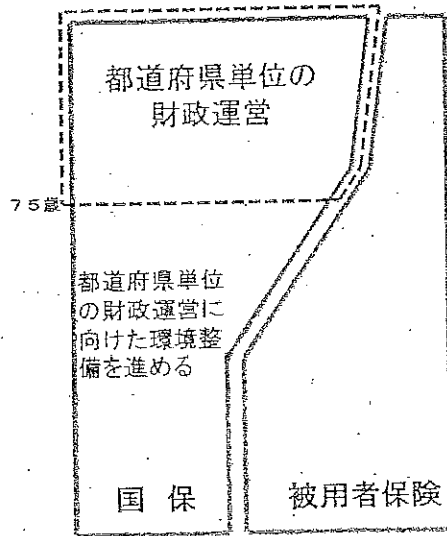 都道府県単位の
財政運営
75歳
都道府県単位
の財政運営に
向けた環境整
備を進める
国保
被用者保険